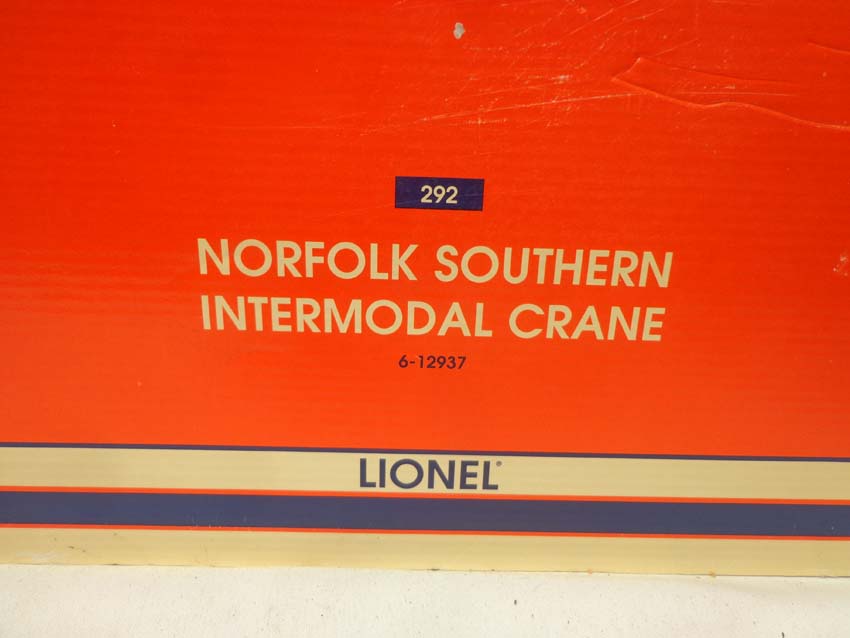 292
NORFOLK SOUTHERN
INTERMODAL CRANE
6-12937
LIONEL®